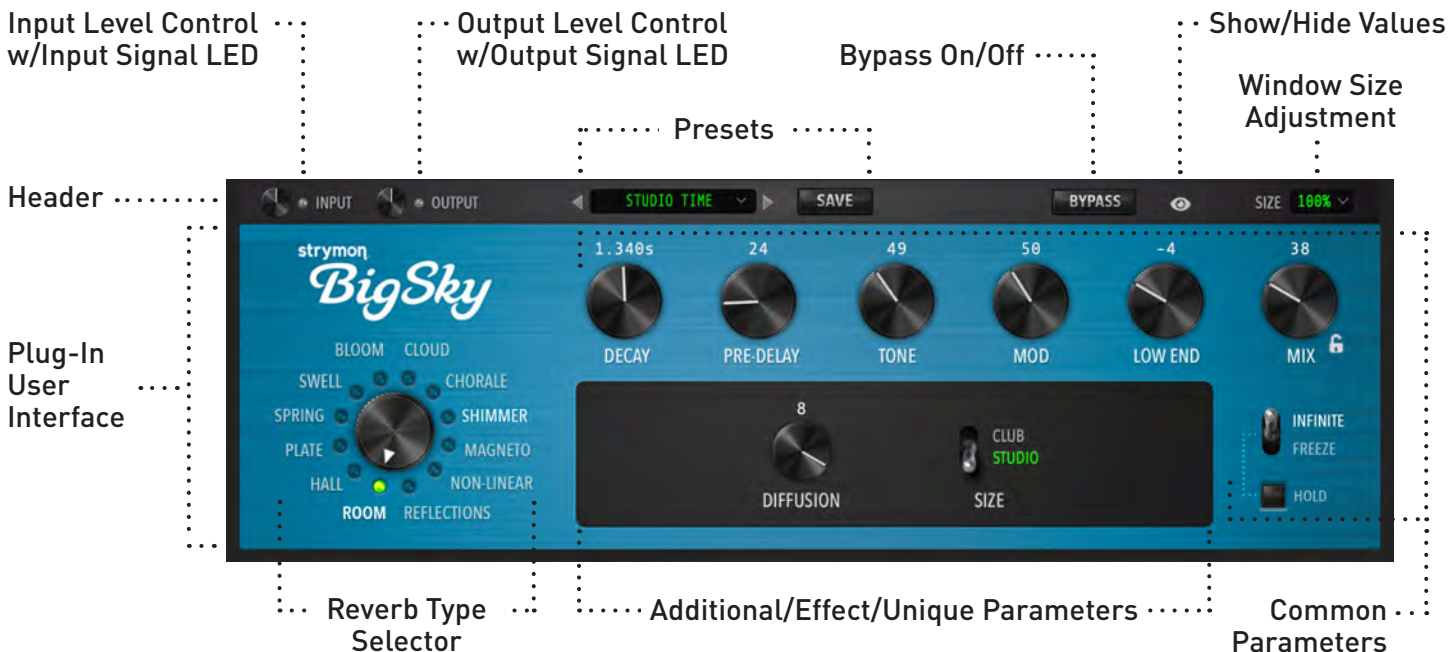 Input Level Control
w/Input Signal LED
Output Level Control
w/Output Signal LED
Bypass On/Off
Show/Hide Values
Window Size
Adjustment
Presets
Header
INPUT
OUTPUT
STUDIO TIME
SAVE
BYPASS
SIZE 100%
strymon
BigSky
1.340s
24
49
50
-4
38
DECAY
PRE-DELAY
TONE
MOD
LOW END
MIX
Plug-In
User
Interface
BLOOM
CLOUD
SWELL
CHORALE
SPRING
SHIMMER
PLATE
MAGNETO
HALL
NON-LINEAR
ROOM
REFLECTIONS
8
DIFFUSION
CLUB
STUDIO
SIZE
INFINITE
FREEZE
HOLD
Reverb Type
Selector
Additional/Effect/Unique Parameters
Common
Parameters